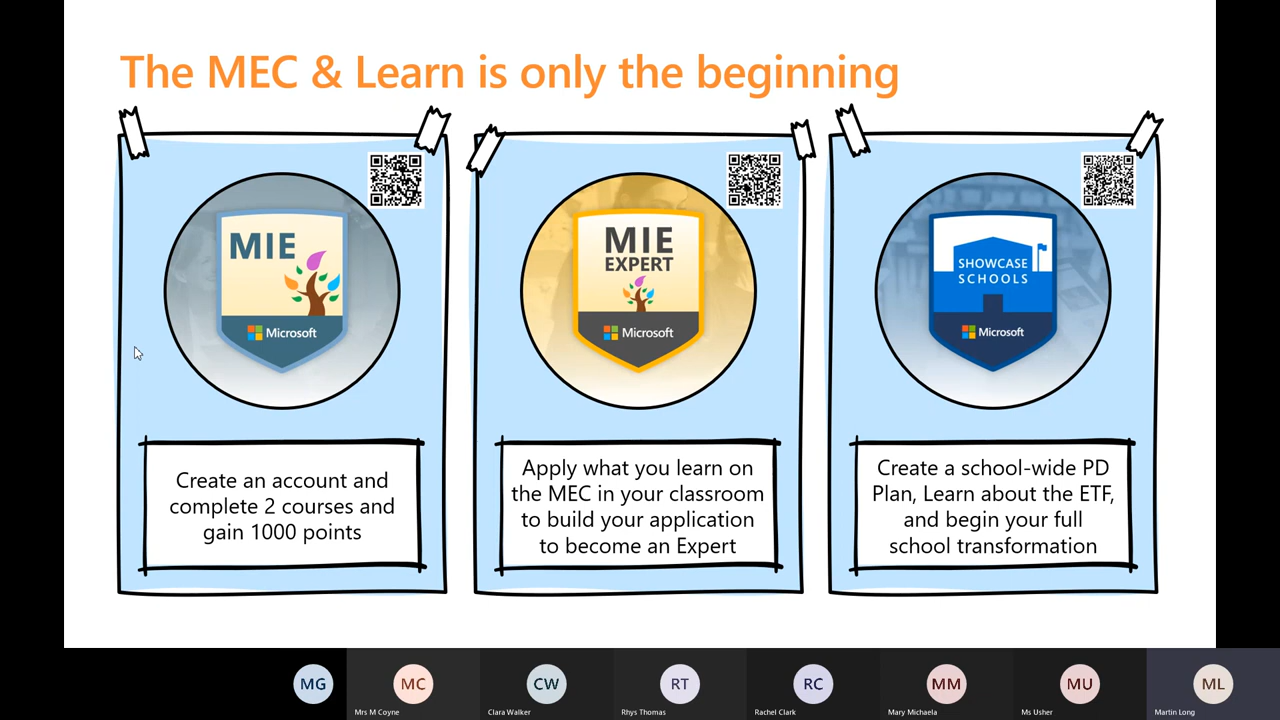 The MEC & Learn is only the beginning
MIE
Microsoft
Create an account and
complete 2 courses and
gain 1000 points
MIE
EXPERT
Microsoft
Apply what you learn on
the MEC in your classroom
to build your application
to become an Expert
SHOWCASE
SCHOOLS
Microsoft
Create a school-wide PD
Plan, Learn about the ETF,
and begin your full
school transformation
MG
MC
Mrs M Coyne
CW
Clara Walker
RT
Rhys Thomas
RC
Rachel Clark
MM
Mary Michaela
MU
Ms Usher
ML
Martin Long